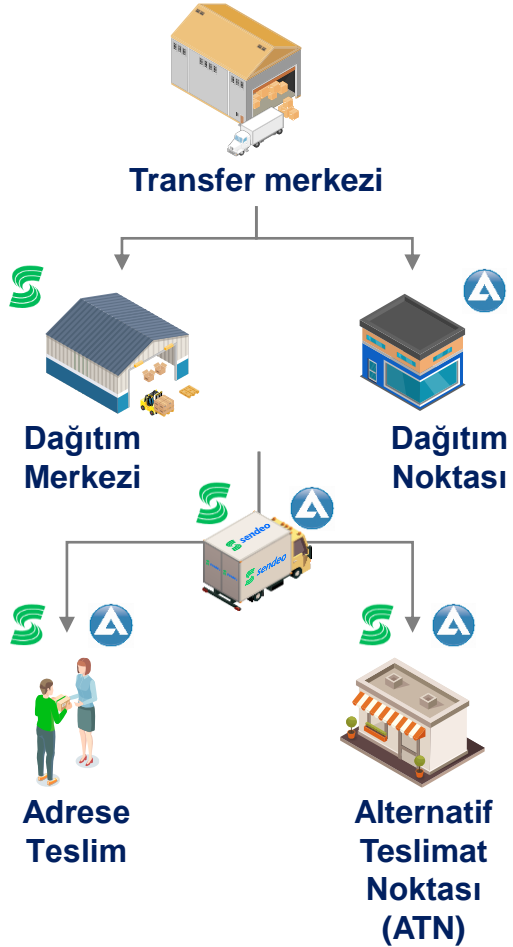 Transfer merkezi
Dağıtım
Merkezi
Dağıtım
Noktası
sendeo
sendeo
Adrese
Teslim
Alternatif
Teslimat
Noktası
(ATN)